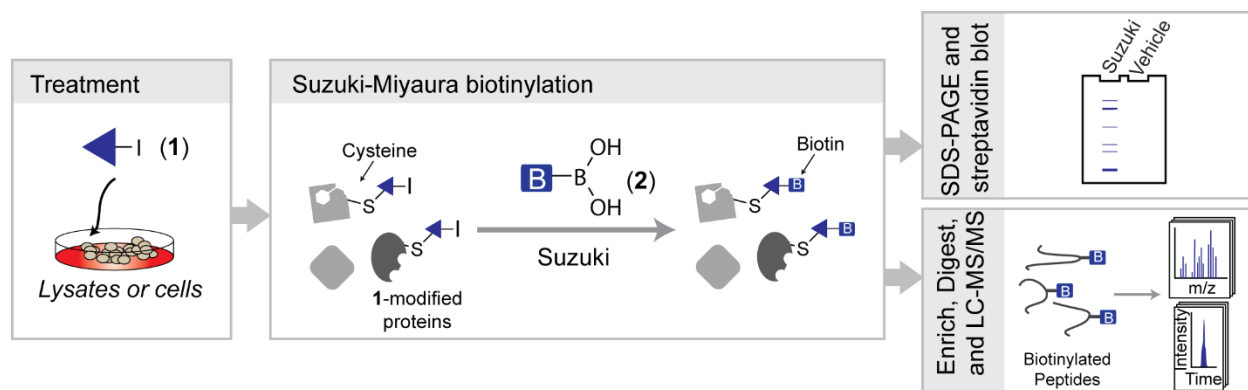 Treatment
I (1)
Lysates or cells
Suzuki-Miyaura biotinylation
Cysteine
S
I
S
I
1-modified
proteins
B
B
OH
OH
(2)
Suzuki
Biotin
S
B
S
B
SDS-PAGE and
streptavidin blot
Suzuki
Vehicle
Enrich, Digest,
and LC-MS/MS
B
B
B
Biotinylated
Peptides
m/z
Intensity
Time